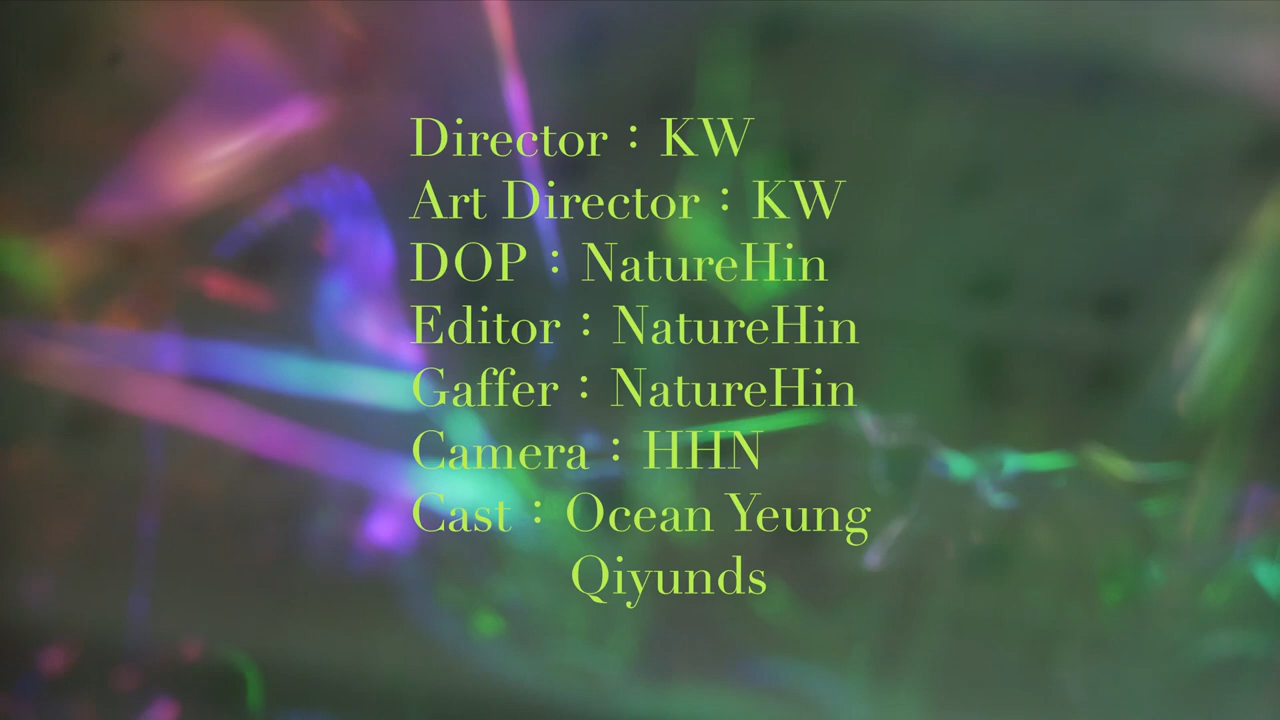 Director：KW
Art Director：KW
DOP：NatureHin
Editor：NatureHin
Gaffer：NatureHin
Camera：HHN
Cast：Ocean Yeung
Qiyunds